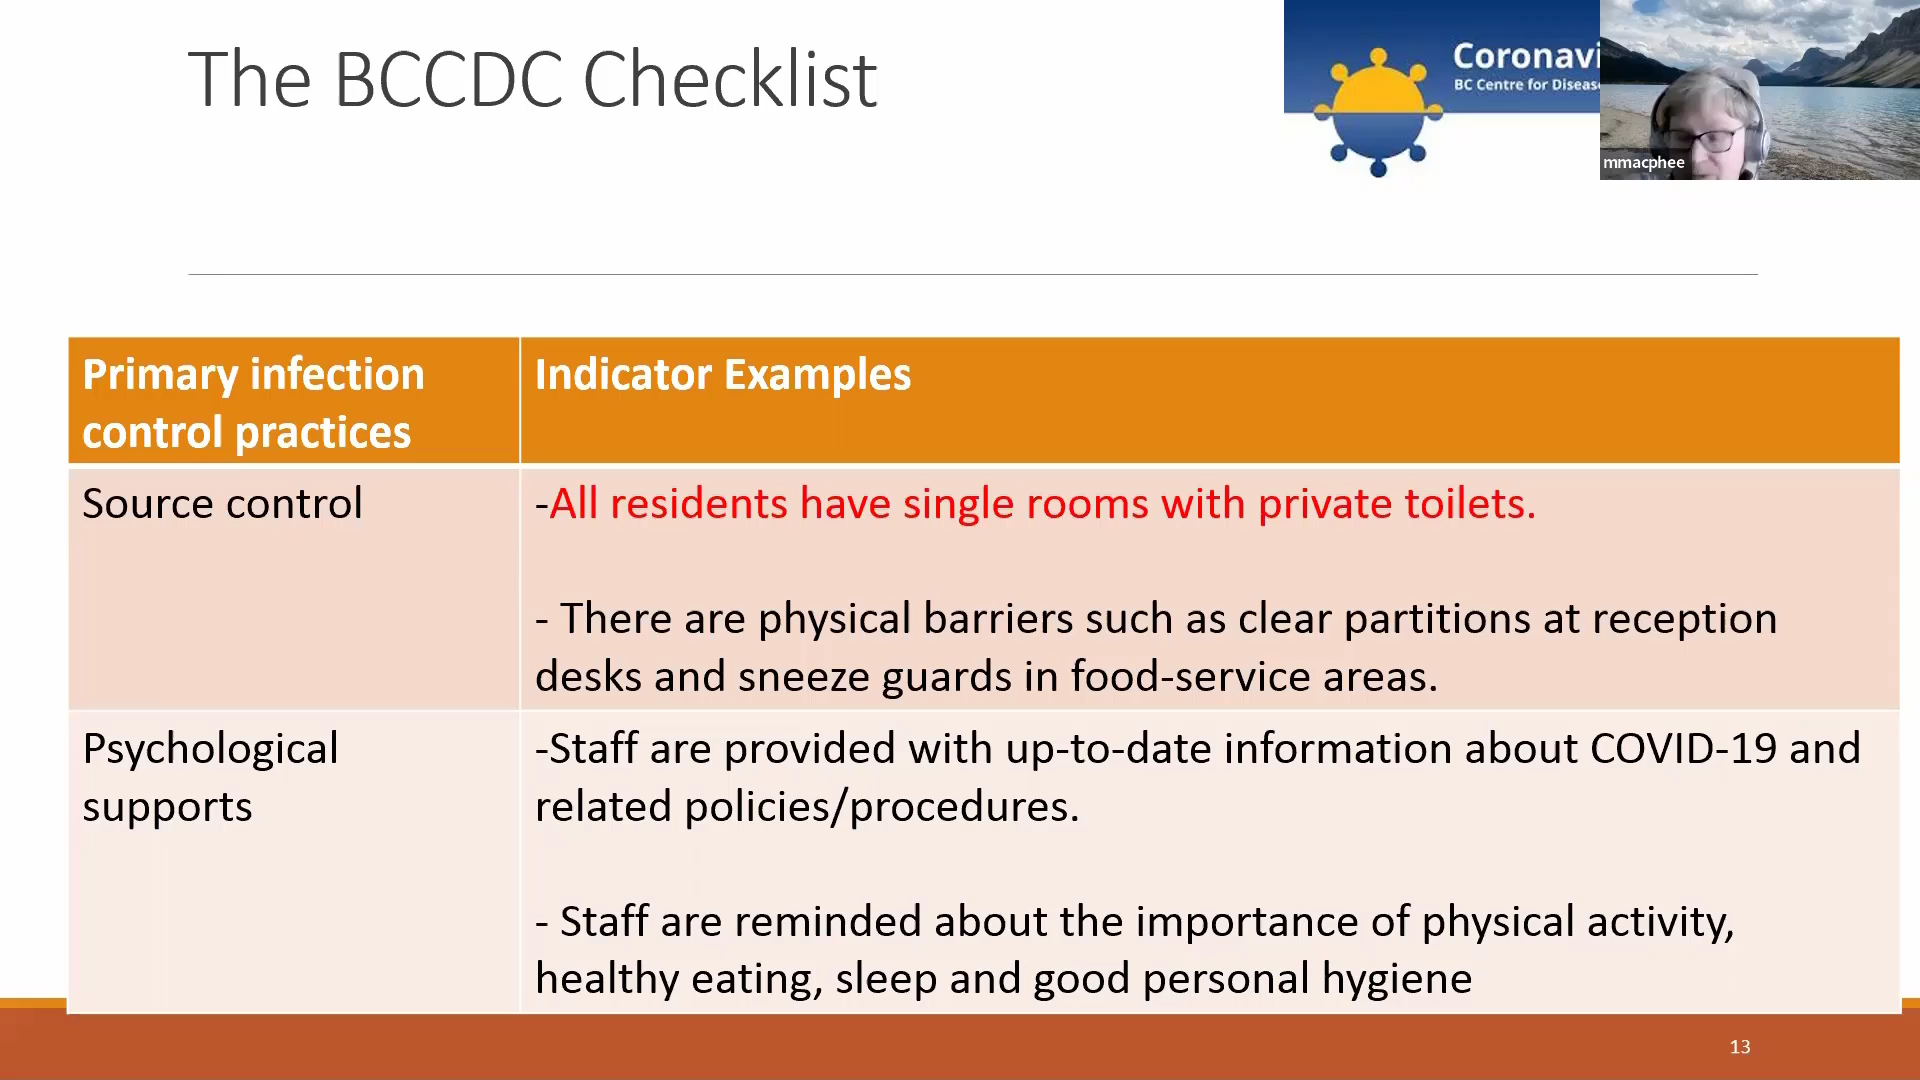 The BCCDC Checklist
Coronavi
BC Centre for Diseas
mmacphee
Primary infection
control practices
Indicator Examples
Source control
-All residents have single rooms with private toilets.
- There are physical barriers such as clear partitions at reception
desks and sneeze guards in food-service areas.
Psychological
supports
-Staff are provided with up-to-date information about COVID-19 and
related policies/procedures.
- Staff are reminded about the importance of physical activity,
healthy eating, sleep and good personal hygiene
13